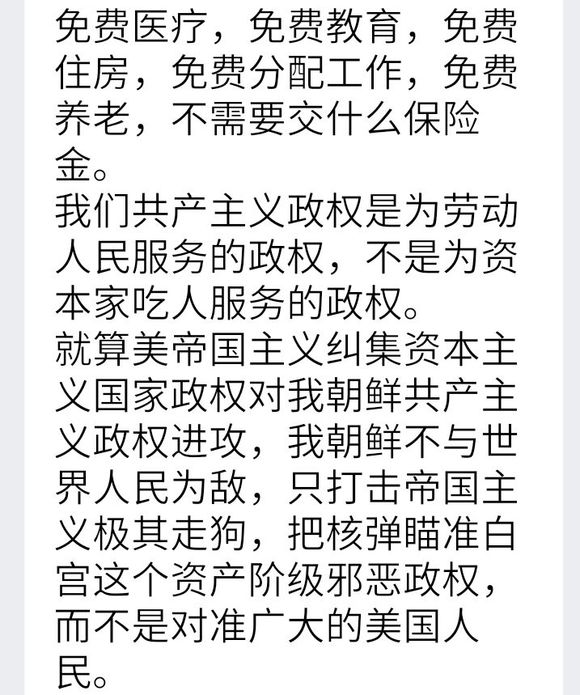 免费医疗，免费教育，免费
住房，免费分配工作，免费
养老，不需要交什么保险
金。
我们共产主义政权是为劳动
人民服务的政权，不是为资
本家吃人服务的政权。
就算美帝国主义纠集资本主
义国家政权对我朝鲜共产主
义政权进攻，我朝鲜不与世
界人民为敌，只打击帝国主
义极其走狗，把核弹瞄准白
宫这个资产阶级邪恶政权，
而不是对准广大的美国人
民。